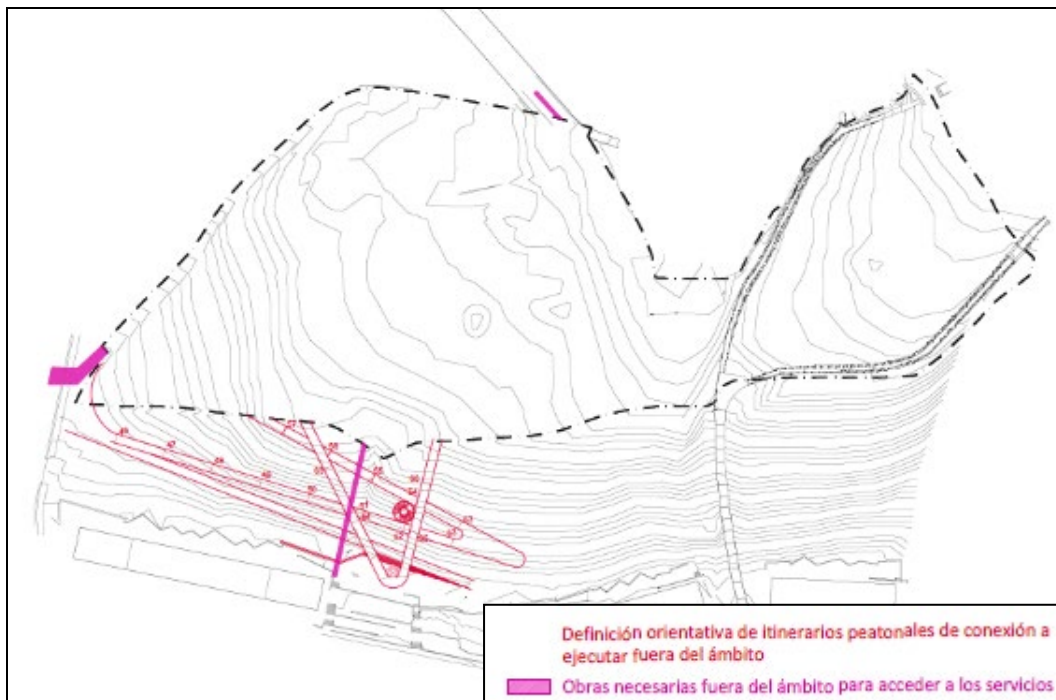 Definición orientativa de itinerarios peatonales de conexión a
ejecutar fuera del ámbito
Obras necesarias fuera del ámbito para acceder a los servicios